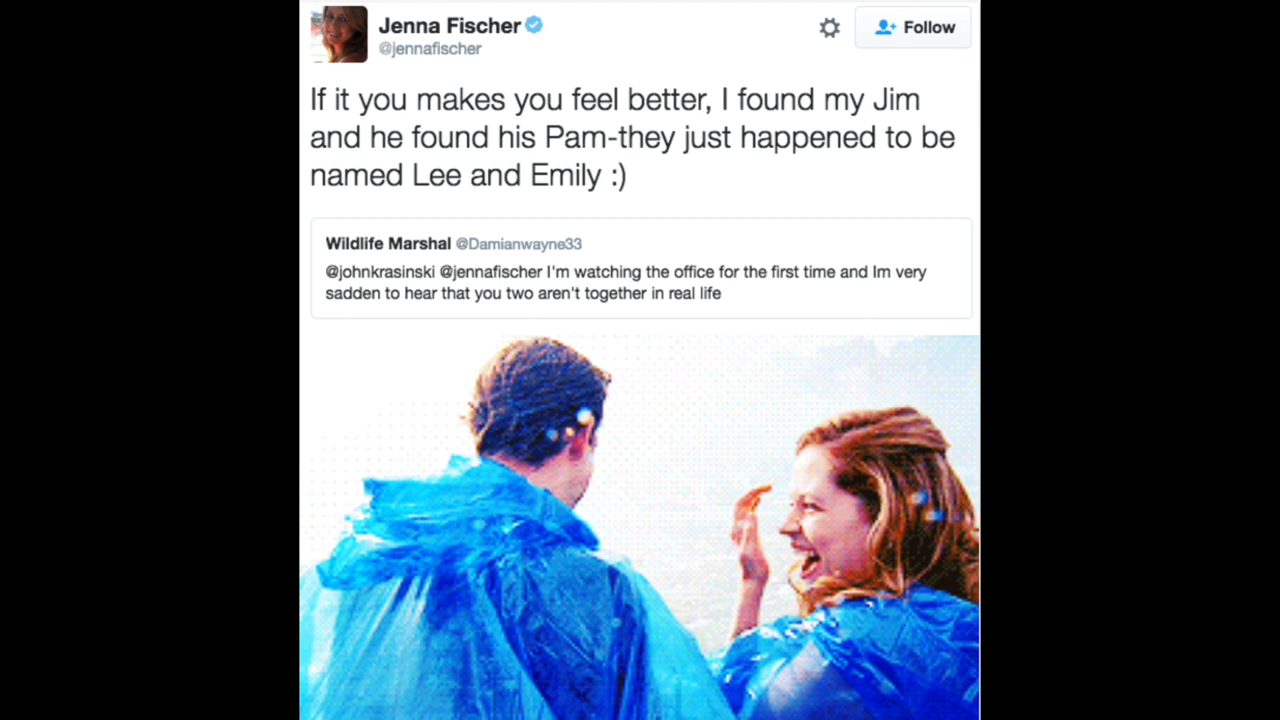 Jenna Fischer
Follow
@jennafischer
If it you makes you feel better, I found my Jim
and he found his Pam-they just happened to be
named Lee and Emily :)
Wildlife Marshal @Damianwayne33
@johnkrasinski @jennafischer I'm watching the office for the first time and Im very
sadden to hear that you two aren't together in real life